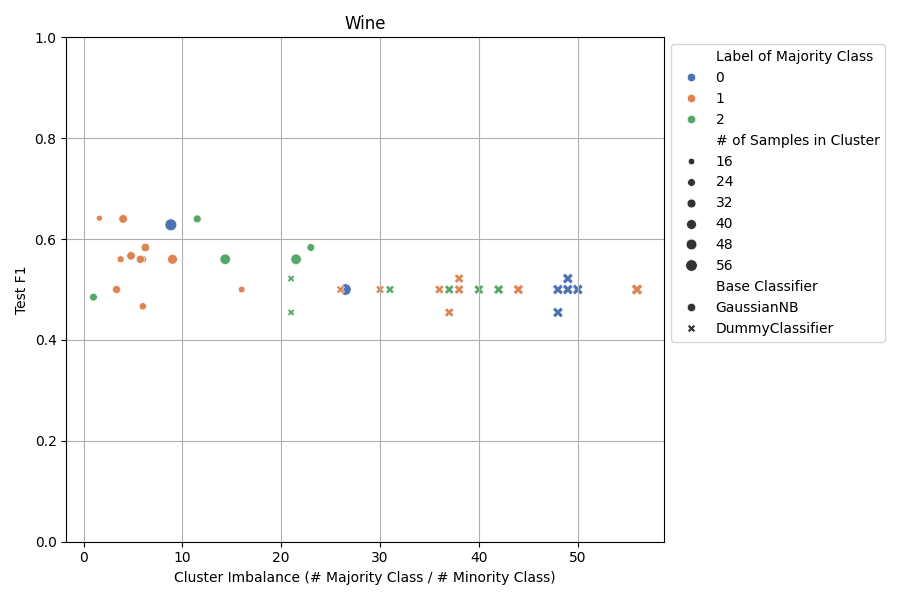 Wine
Test F1
1.0
0.8
0.6
0.4
0.2
0.0
0
10
20
30
40
50
Cluster Imbalance (# Majority Class / # Minority Class)
Label of Majority Class
0
1
2
# of Samples in Cluster
16
24
32
40
48
56
Base Classifier
GaussianNB
DummyClassifier